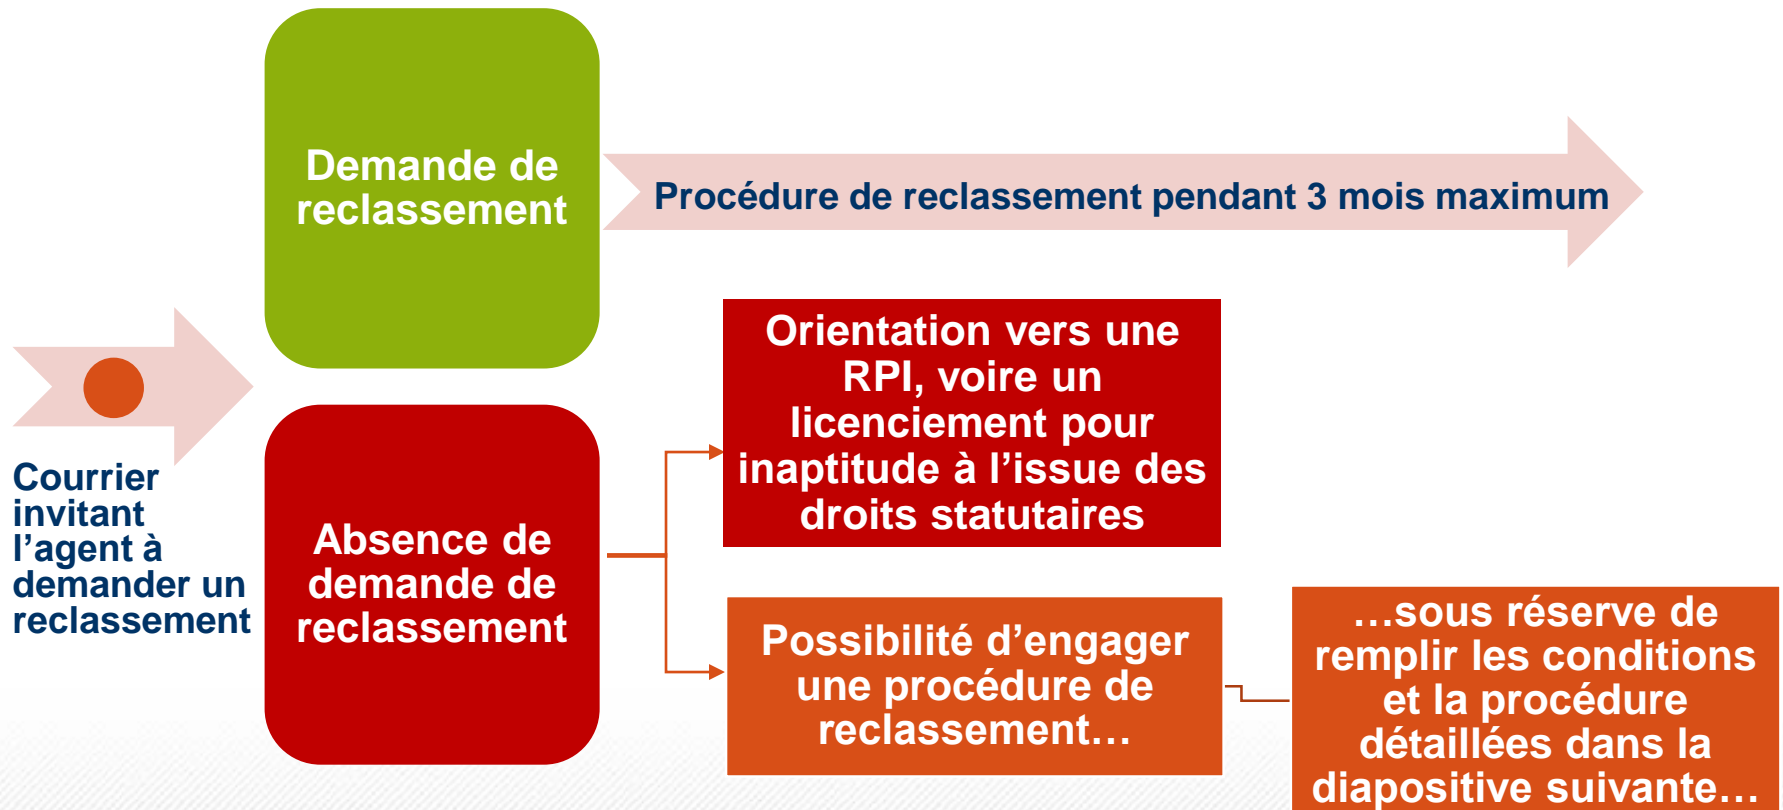 Demande de
reclassement
Procédure de reclassement pendant 3 mois maximum
Courrier
invitant
l’agent à
demander un
reclassement
Absence de
demande de
reclassement
Orientation vers une
RPI, voire un
licenciement pour
inaptitude à l’issue des
droits statutaires
Possibilité d’engager
une procédure de
reclassement…
…sous réserve de
remplir les conditions
et la procédure
détaillées dans la
diapositive suivante…